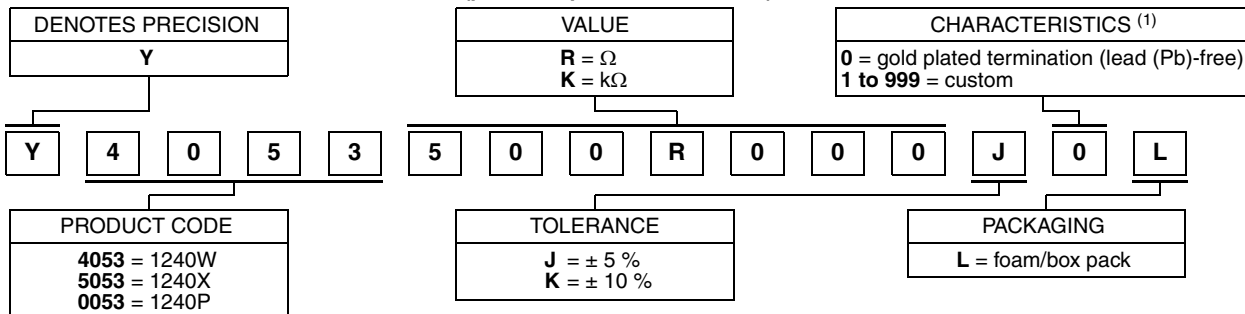 DENOTES PRECISION
Y
VALUE
R = Ω
K = kΩ
CHARACTERISTICS (1)
0 = gold plated termination (lead (Pb)-free)
1 to 999 = custom
Y 4 0 5 3 5 0 0 R 0 0 0 J 0 L
PRODUCT CODE
4053 = 1240W
5053 = 1240X
0053 = 1240P
TOLERANCE
J = ± 5 %
K = ± 10 %
PACKAGING
L = foam/box pack